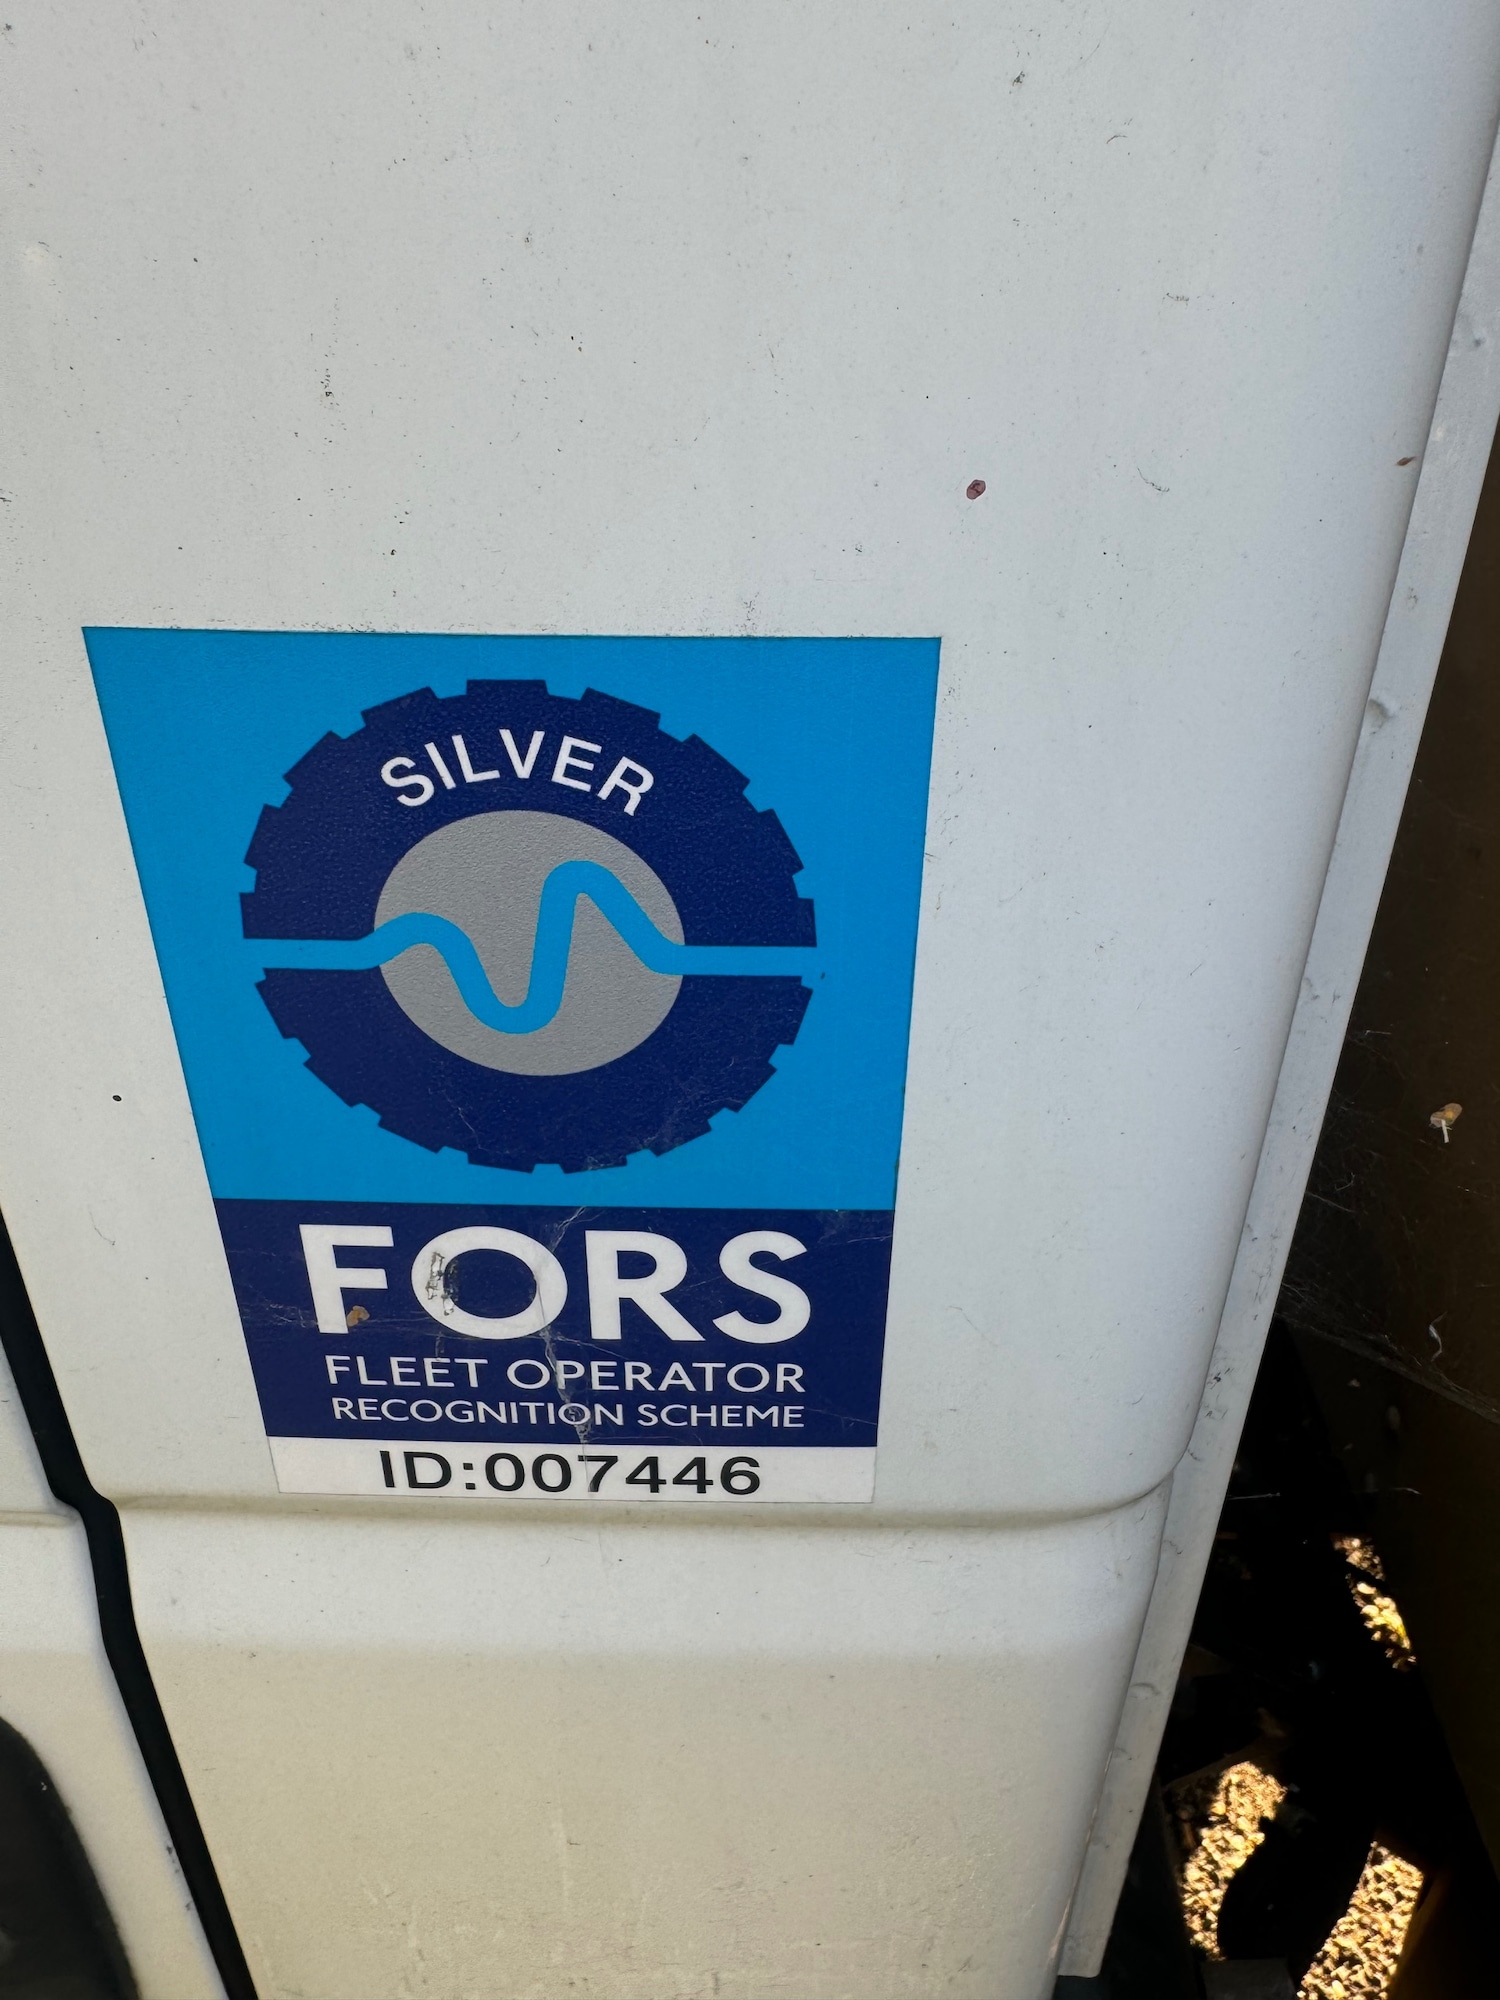 SILVER
FORS
FLEET OPERATOR
RECOGNITION SCHEME
ID:007446